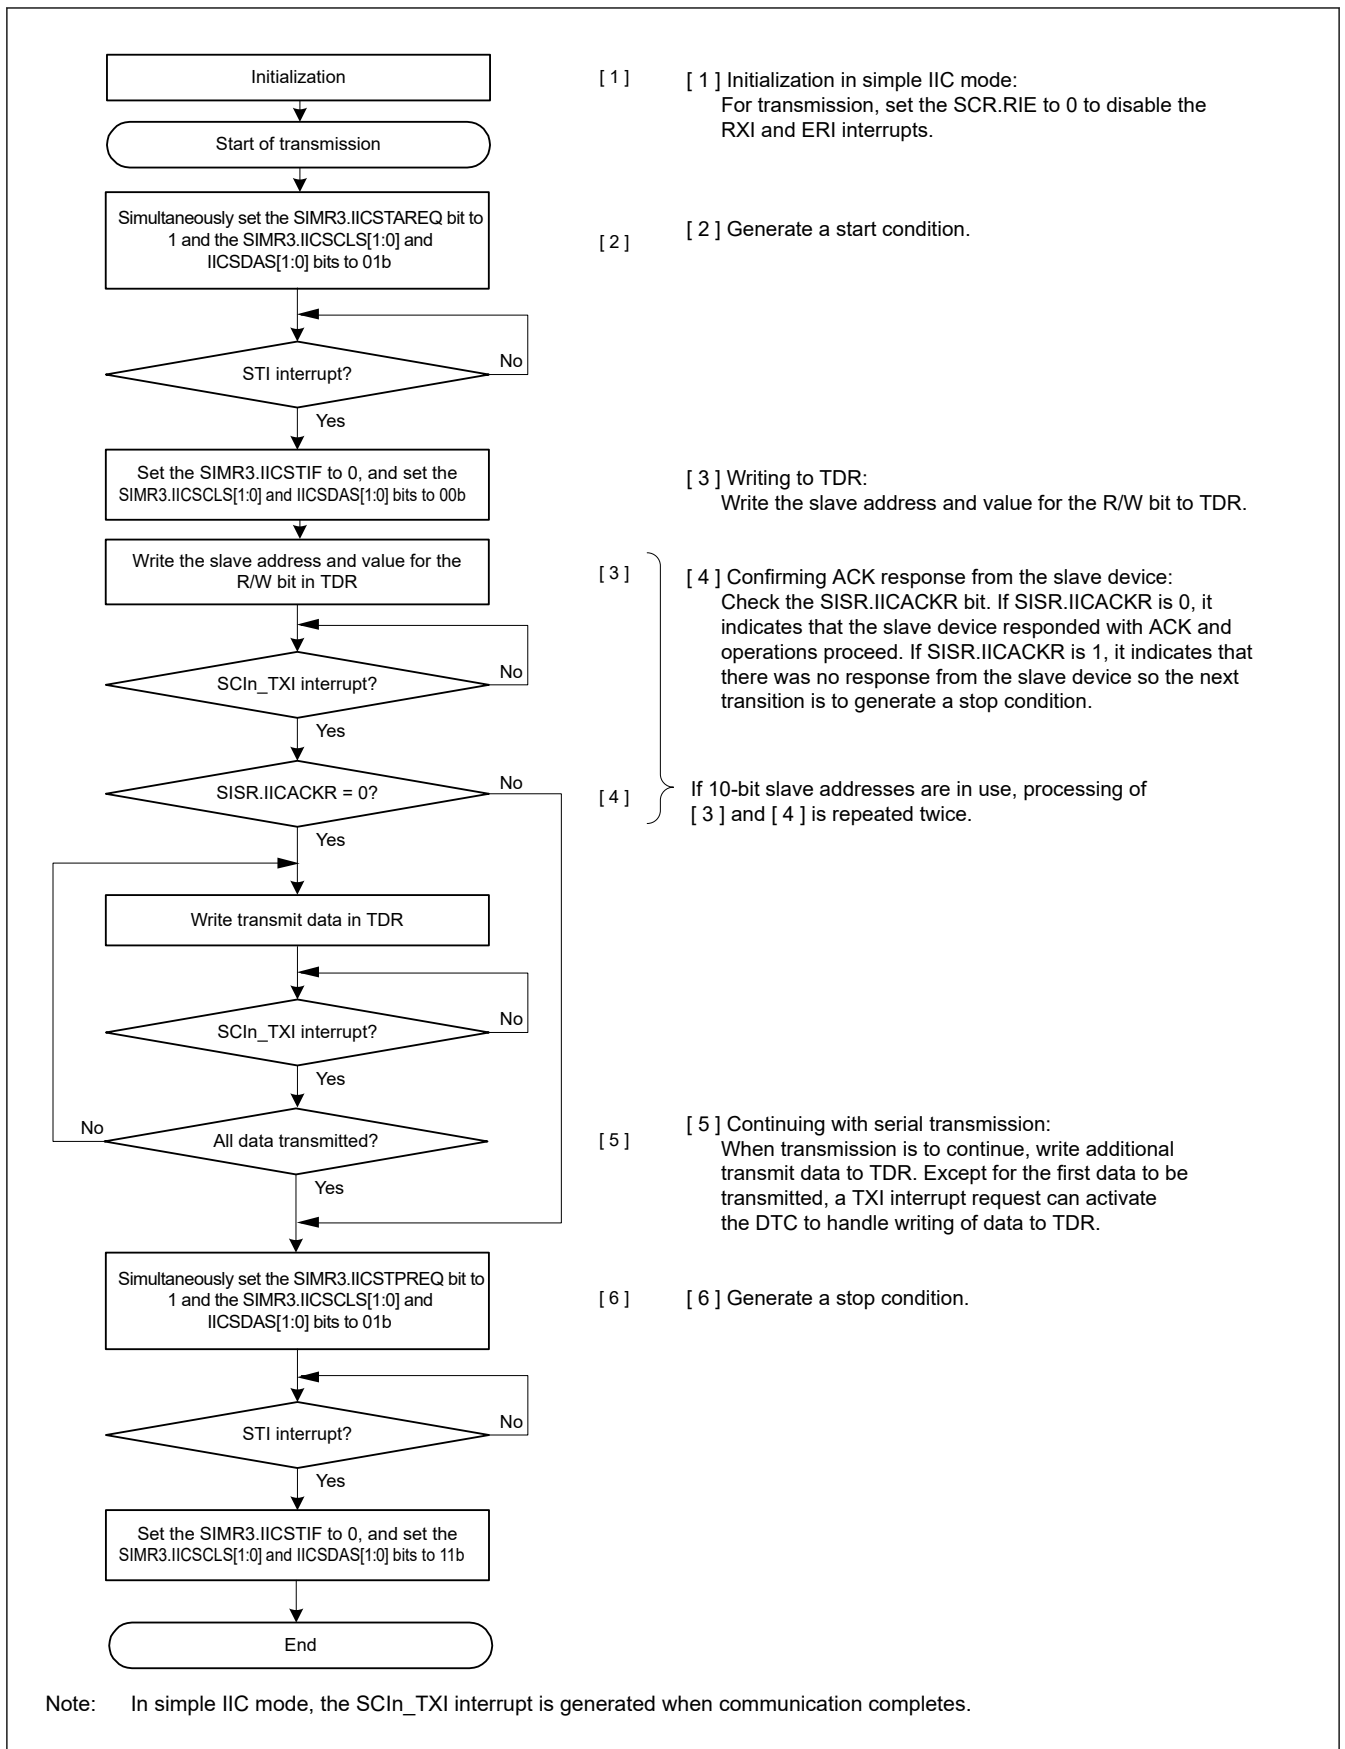 Initialization
[ 1 ]
[ 1 ] Initialization in simple IIC mode:
For transmission, set the SCR.RIE to 0 to disable the
RXI and ERI interrupts.
Start of transmission
Simultaneously set the SIMR3.IICSTAREQ bit to
1 and the SIMR3.IICSCLS[1:0] and
IICSDAS[1:0] bits to 01b
[ 2 ]
[ 2 ] Generate a start condition.
STI interrupt?
No
Yes
Set the SIMR3.IICSTIF to 0, and set the
SIMR3.IICSCLS[1:0] and IICSDAS[1:0] bits to 00b
[ 3 ] Writing to TDR:
Write the slave address and value for the R/W bit to TDR.
Write the slave address and value for the
R/W bit in TDR
[ 3 ]
[ 4 ] Confirming ACK response from the slave device:
Check the SISR.IICACKR bit. If SISR.IICACKR is 0, it
indicates that the slave device responded with ACK and
operations proceed. If SISR.IICACKR is 1, it indicates that
there was no response from the slave device so the next
transition is to generate a stop condition.
SCIn_TXI interrupt?
No
Yes
SISR.IICACKR = 0?
No
[ 4 ]
If 10-bit slave addresses are in use, processing of
[ 3 ] and [ 4 ] is repeated twice.
Yes
Write transmit data in TDR
SCIn_TXI interrupt?
No
Yes
All data transmitted?
No
[ 5 ]
[ 5 ] Continuing with serial transmission:
When transmission is to continue, write additional
transmit data to TDR. Except for the first data to be
transmitted, a TXI interrupt request can activate
the DTC to handle writing of data to TDR.
Yes
Simultaneously set the SIMR3.IICSTPREQ bit to
1 and the SIMR3.IICSCLS[1:0] and
IICSDAS[1:0] bits to 01b
[ 6 ]
[ 6 ] Generate a stop condition.
STI interrupt?
No
Yes
Set the SIMR3.IICSTIF to 0, and set the
SIMR3.IICSCLS[1:0] and IICSDAS[1:0] bits to 11b
End
Note: In simple IIC mode, the SCIn_TXI interrupt is generated when communication completes.